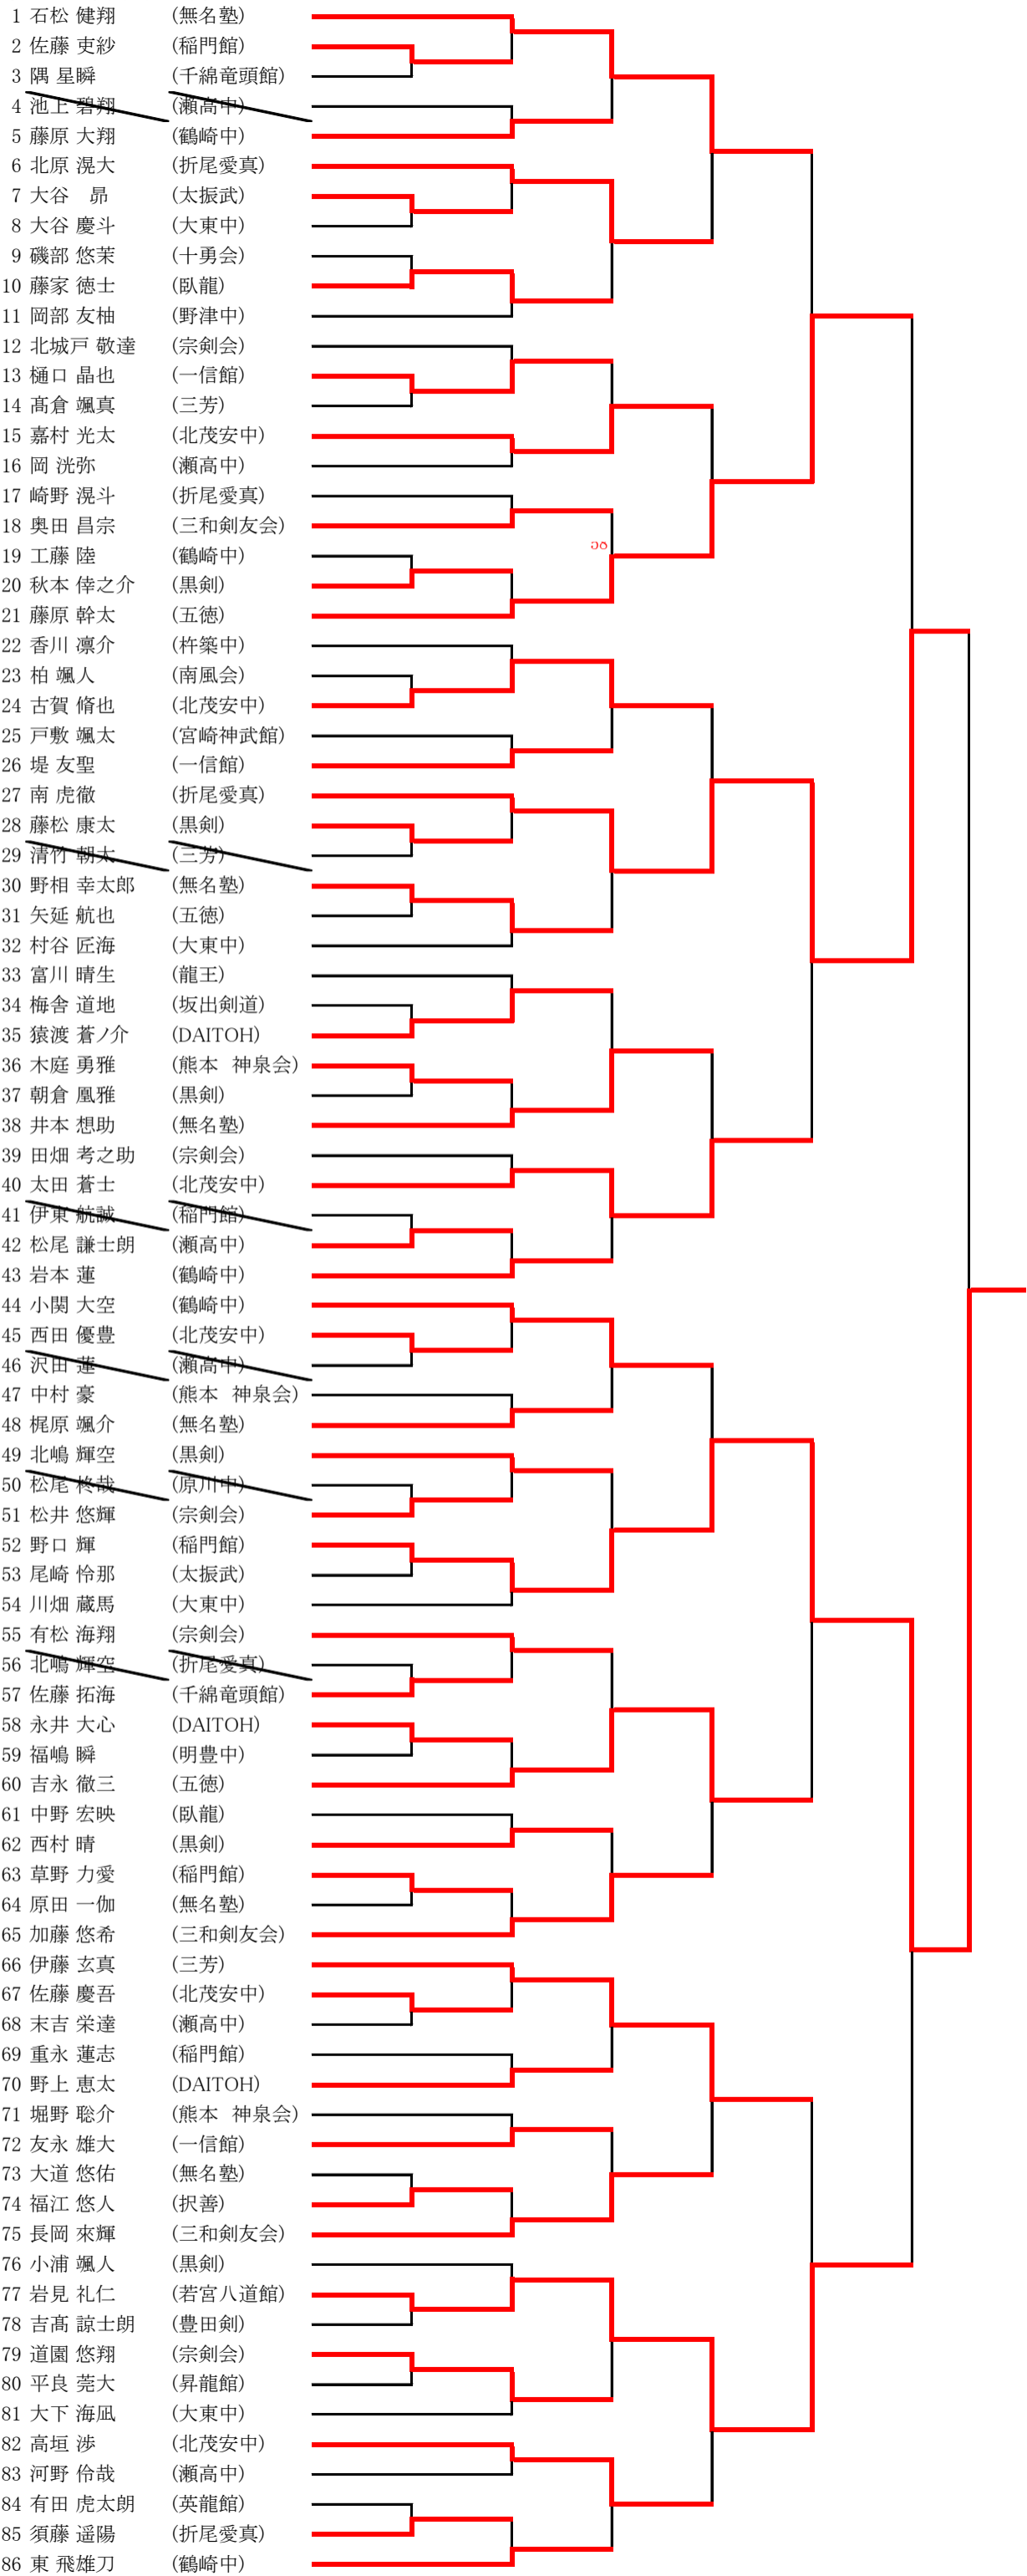 1 石松 健翔 (無名塾)
2 佐藤 吏紗 (稲門館)
3 隅 星瞬 (千綿竜頭館)
4 池上 碧翔 (瀬高中)
5 藤原 大翔 (鶴崎中)
6 北原 滉大 (折尾愛真)
7 大谷 昴 (太振武)
8 大谷 慶斗 (大東中)
9 磯部 悠茉 (十勇会)
10 藤家 徳士 (臥龍)
11 岡部 友柚 (野津中)
12 北城戸 敬達 (宗剣会)
13 樋口 晶也 (一信館)
14 髙倉 颯真 (三芳)
15 嘉村 光太 (北茂安中)
16 岡 洸弥 (瀬高中)
17 崎野 滉斗 (折尾愛真)
18 奥田 昌宗 (三和剣友会)
19 工藤 陸 (鶴崎中)
20 秋本 倖之介 (黒剣)
21 藤原 幹太 (五徳)
22 香川 凛介 (杵築中)
23 柏 颯人 (南風会)
24 古賀 脩也 (北茂安中)
25 戸敷 颯太 (宮崎神武館)
26 堤 友聖 (一信館)
27 南 虎徹 (折尾愛真)
28 藤松 康太 (黒剣)
29 清竹 朝太 (三芳)
30 野相 幸太郎 (無名塾)
31 矢延 航也 (五徳)
32 村谷 匠海 (大東中)
33 富川 晴生 (龍王)
34 梅舎 道地 (坂出剣道)
35 猿渡 蒼ノ介 (DAITOH)
36 木庭 勇雅 (熊本 神泉会)
37 朝倉 凰雅 (黒剣)
38 井本 想助 (無名塾)
39 田畑 考之助 (宗剣会)
40 太田 蒼士 (北茂安中)
41 伊東 航誠 (稲門館)
42 松尾 謙士朗 (瀬高中)
43 岩本 蓮 (鶴崎中)
44 小関 大空 (鶴崎中)
45 西田 優豊 (北茂安中)
46 沢田 蓮 (瀬高中)
47 中村 豪 (熊本 神泉会)
48 梶原 颯介 (無名塾)
49 北嶋 輝空 (黒剣)
50 松尾 柊哉 (原川中)
51 松井 悠輝 (宗剣会)
52 野口 輝 (稲門館)
53 尾崎 怜那 (太振武)
54 川畑 蔵馬 (大東中)
55 有松 海翔 (宗剣会)
56 北嶋 輝空 (折尾愛真)
57 佐藤 拓海 (千綿竜頭館)
58 永井 大心 (DAITOH)
59 福嶋 瞬 (明豊中)
60 吉永 徹三 (五徳)
61 中野 宏映 (臥龍)
62 西村 晴 (黒剣)
63 草野 力愛 (稲門館)
64 原田 一伽 (無名塾)
65 加藤 悠希 (三和剣友会)
66 伊藤 玄真 (三芳)
67 佐藤 慶吾 (北茂安中)
68 末吉 栄達 (瀬高中)
69 重永 蓮志 (稲門館)
70 野上 恵太 (DAITOH)
71 堀野 聡介 (熊本 神泉会)
72 友永 雄大 (一信館)
73 大道 悠佑 (無名塾)
74 福江 悠人 (択善)
75 長岡 來輝 (三和剣友会)
76 小浦 颯人 (黒剣)
77 岩見 礼仁 (若宮八道館)
78 吉髙 諒士朗 (豊田剣)
79 道園 悠翔 (宗剣会)
80 平良 莞大 (昇龍館)
81 大下 海凪 (大東中)
82 高垣 渉 (北茂安中)
83 河野 伶哉 (瀬高中)
84 有田 虎太朗 (英龍館)
85 須藤 遥陽 (折尾愛真)
86 東 飛雄刀 (鶴崎中)